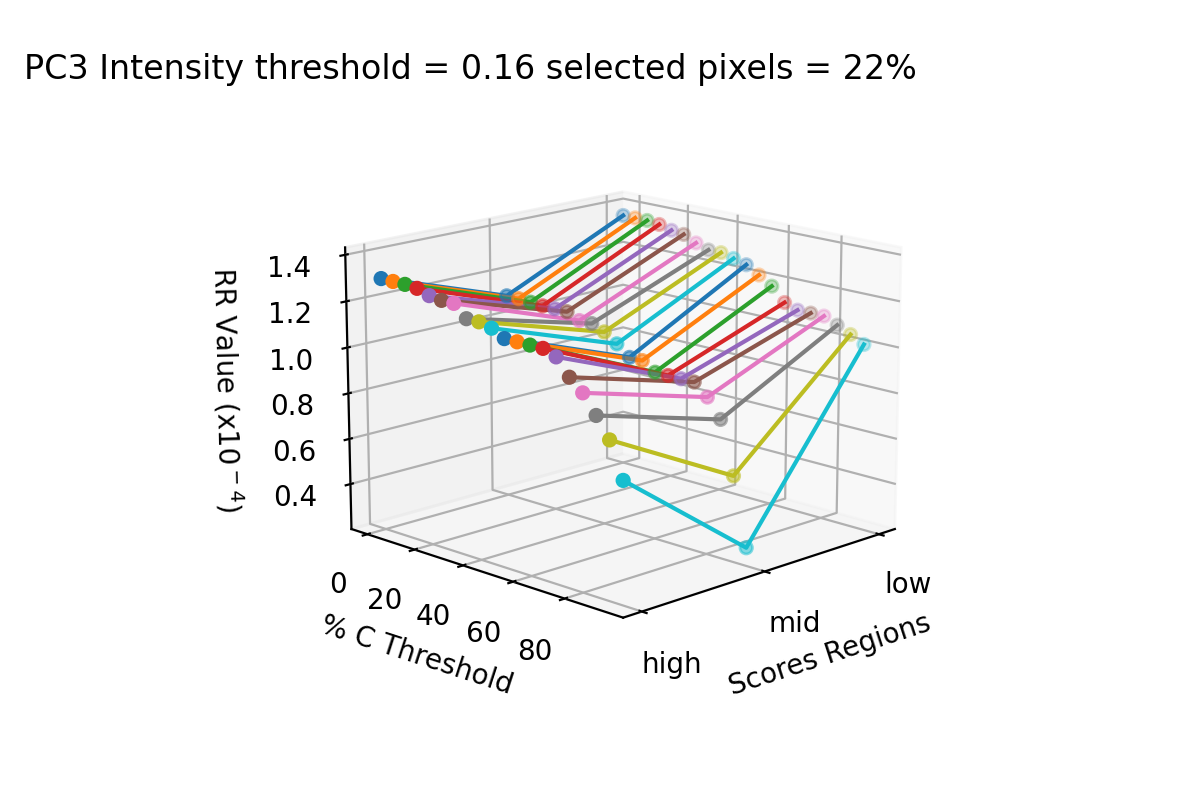 PC3 Intensity threshold = 0.16 selected pixels = 22%
1.4
1.2
1.0
0.8
0.6
0.4
RR Value (x10⁻⁴)
0
20
40
60
80
% C Threshold
low
mid
high
Scores Regions